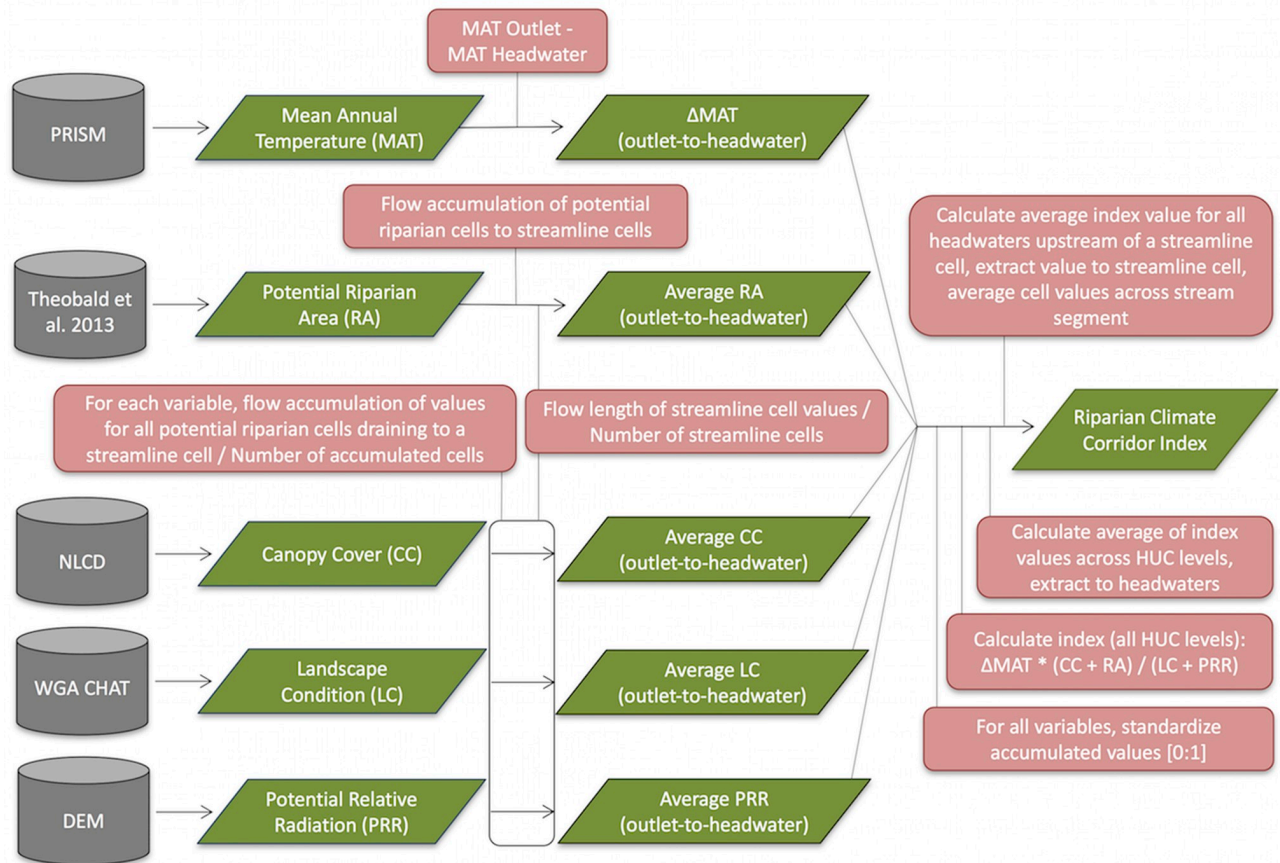 MAT Outlet -
MAT Headwater
PRISM
Mean Annual
Temperature (MAT)
ΔMAT
(outlet-to-headwater)
Flow accumulation of potential
riparian cells to streamline cells
Calculate average index value for all
headwaters upstream of a streamline
cell, extract value to streamline cell,
average cell values across stream
segment
Theobald et
al. 2013
Potential Riparian
Area (RA)
Average RA
(outlet-to-headwater)
For each variable, flow accumulation of values
for all potential riparian cells draining to a
streamline cell / Number of accumulated cells
Flow length of streamline cell values /
Number of streamline cells
Riparian Climate
Corridor Index
NLCD
Canopy Cover (CC)
Average CC
(outlet-to-headwater)
Calculate average of index
values across HUC levels,
extract to headwaters
WGA CHAT
Landscape
Condition (LC)
Average LC
(outlet-to-headwater)
Calculate index (all HUC levels):
ΔMAT * (CC + RA) / (LC + PRR)
For all variables, standardize
accumulated values [0:1]
DEM
Potential Relative
Radiation (PRR)
Average PRR
(outlet-to-headwater)